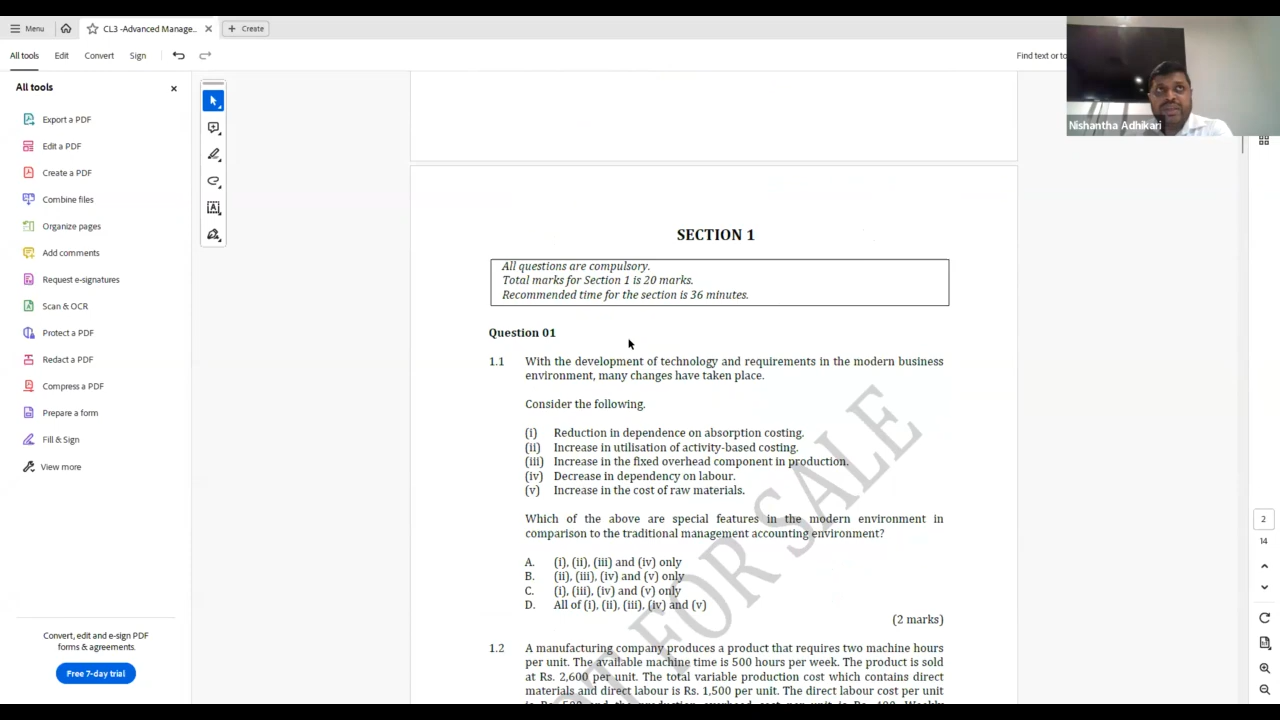 Menu
CL3 -Advanced Manage...
Create
All tools
Edit
Convert
Sign
Find text or to
Nishantha Adhikari
All tools
Export a PDF
Edit a PDF
Create a PDF
Combine files
Organize pages
Add comments
Request e-signatures
Scan & OCR
Protect a PDF
Redact a PDF
Compress a PDF
Prepare a form
Fill & Sign
View more
Convert, edit and e-sign PDF
forms & agreements.
Free 7-day trial
SECTION 1
All questions are compulsory.
Total marks for Section 1 is 20 marks.
Recommended time for the section is 36 minutes.
Question 01
1.1 With the development of technology and requirements in the modern business
environment, many changes have taken place.
Consider the following.
(i) Reduction in dependence on absorption costing.
(ii) Increase in utilisation of activity-based costing.
(iii) Increase in the fixed overhead component in production.
(iv) Decrease in dependency on labour.
(v) Increase in the cost of raw materials.
Which of the above are special features in the modern environment in
comparison to the traditional management accounting environment?
A. (i), (ii), (iii) and (iv) only
B. (ii), (iii), (iv) and (v) only
C. (i), (iii), (iv) and (v) only
D. All of (i), (ii), (iii), (iv) and (v)
(2 marks)
1.2 A manufacturing company produces a product that requires two machine hours
per unit. The available machine time is 500 hours per week. The product is sold
at Rs. 2,600 per unit. The total variable production cost which contains direct
materials and direct labour is Rs. 1,500 per unit. The direct labour cost per unit
FOR SALE
2
14